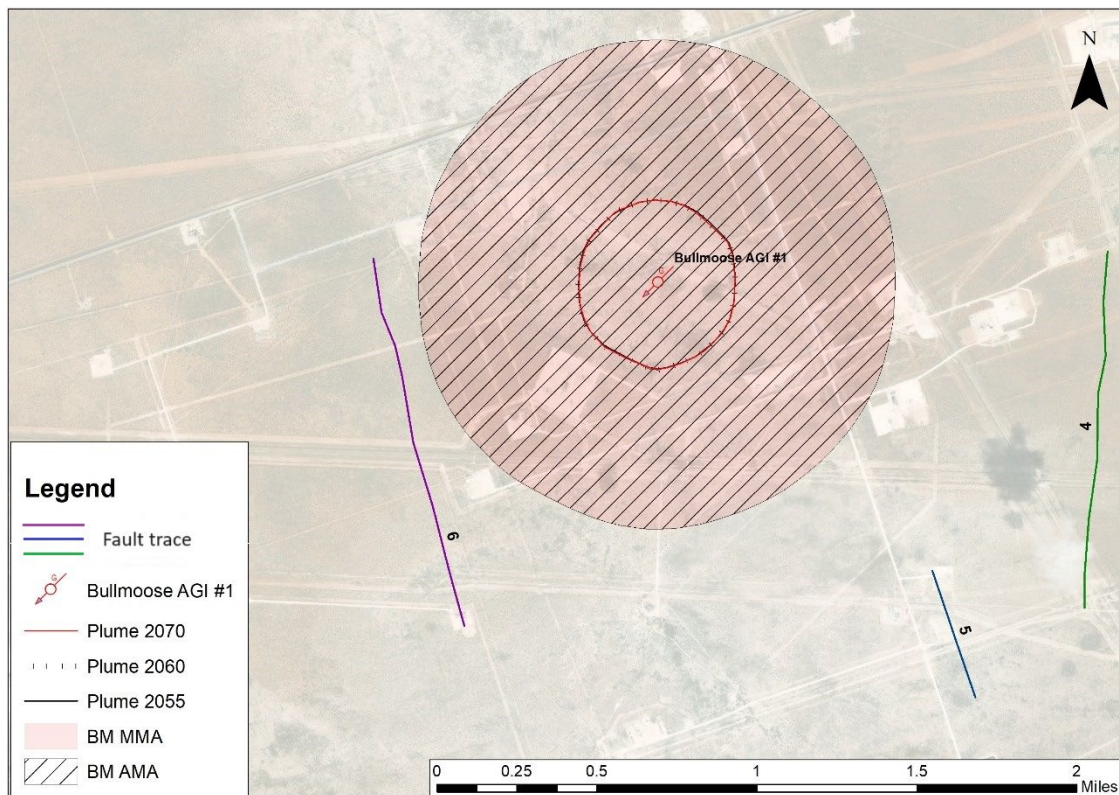 N
Bullmoose AGI #1
G
4
6
5
Legend
Fault trace
G
Bullmoose AGI #1
Plume 2070
Plume 2060
Plume 2055
BM MMA
BM AMA
0 0.25 0.5 1 1.5 2
Miles